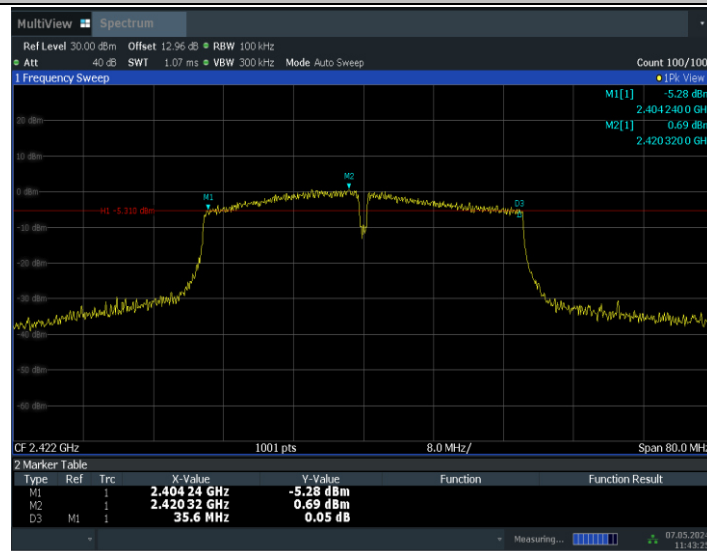 MultiView Spectrum
Ref Level 30.00 dBm Offset 12.96 dB RBW 100 kHz
Att 40 dB SWT 1.07 ms VBW 300 kHz Mode Auto Sweep Count 100/100
1 Frequency Sweep 1Pk View
M1[1] -5.28 dBm
2.404 240 0 GH
M2[1] 0.69 dBm
2.420 320 0 GH
20 dBm
10 dBm
M2
0 dBm
M1
D3
H1 -5.310 dBm
-10 dBm
-20 dBm
-30 dBm
-40 dBm
-50 dBm
-60 dBm
CF 2.422 GHz 1001 pts 8.0 MHz/ Span 80.0 MHz
2 Marker Table
Type Ref Trc X-Value Y-Value Function Function Result
M1 1 2.404 24 GHz -5.28 dBm
M2 1 2.420 32 GHz 0.69 dBm
D3 M1 1 35.6 MHz 0.05 dB
Measuring... 07.05.202
11:43:25